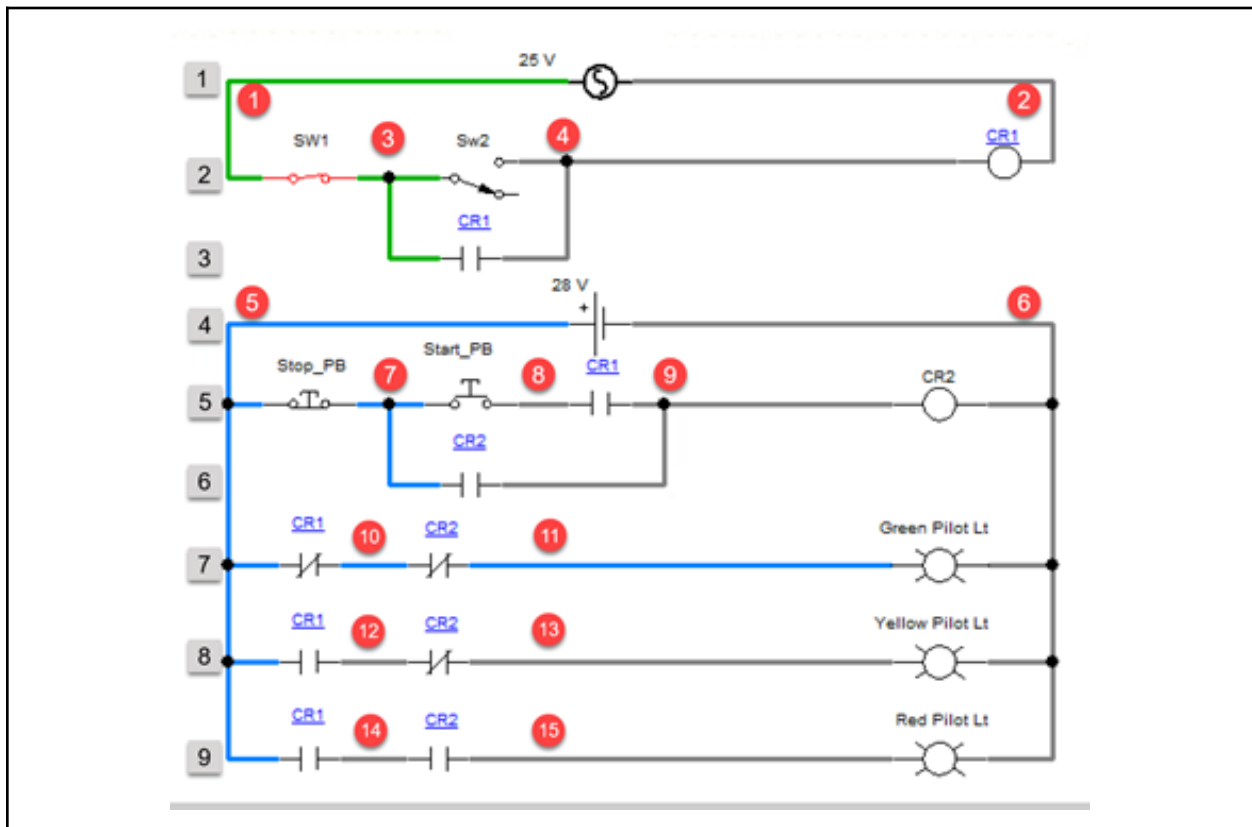 25 V
1
1
2
SW1
3
Sw2
4
CR1
2
CR1
3
28 V
+
5
6
4
Stop_PB
7
Start_PB
8
CR1
9
CR2
5
CR2
6
CR1
10
CR2
11
Green Pilot Lt
7
CR1
12
CR2
13
Yellow Pilot Lt
8
CR1
14
CR2
15
Red Pilot Lt
9